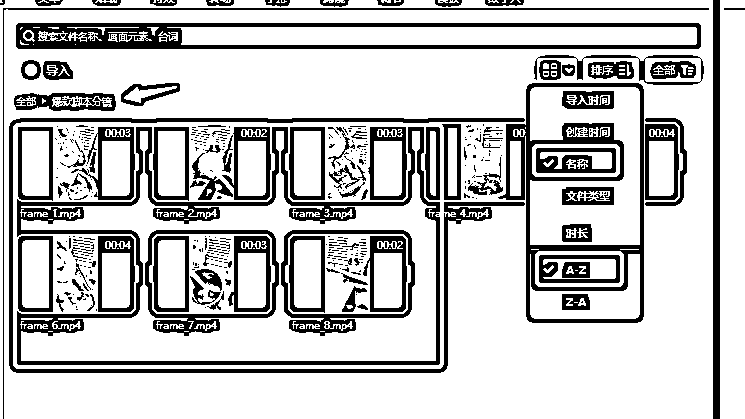 搜索文件名称、画面元素、台词
导入
排序
全部
全部 › 爆款脚本分镜
导入时间
创建时间
名称
文件类型
时长
A-Z
Z-A
00:03
00:02
00:03
00
00:04
frame_1.mp4
frame_2.mp4
frame_3.mp4
frame_4.mp4
00:04
00:03
00:02
frame_6.mp4
frame_7.mp4
frame_8.mp4